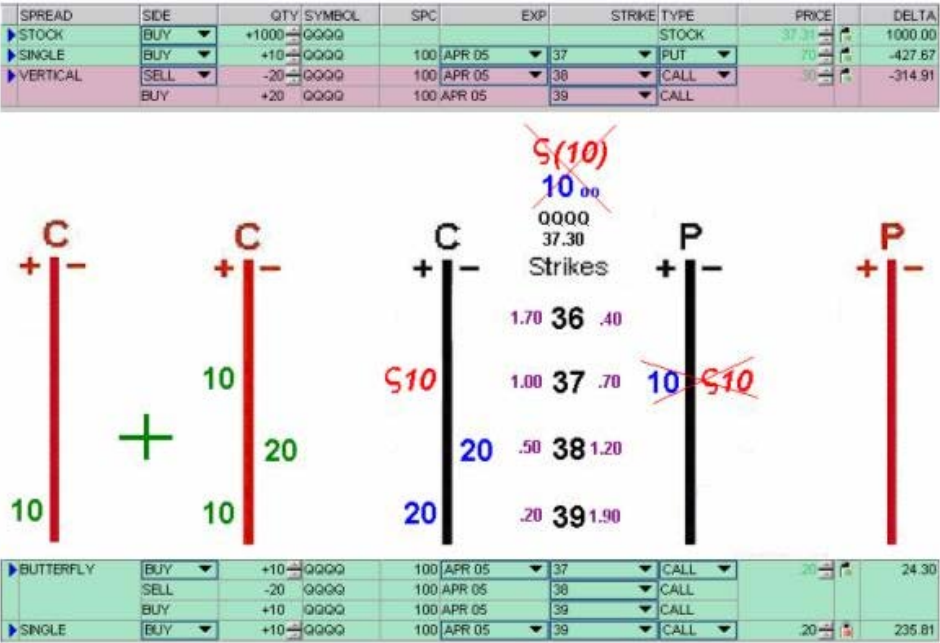 SPREAD SIDE QTY SYMBOL SPC EXP STRIKE TYPE PRICE DELTA
STOCK BUY +1000 QQQQ STOCK 37.31 1000.00
SINGLE BUY +10 QQQQ 100 APR 05 37 PUT .70 -427.67
VERTICAL SELL -20 QQQQ 100 APR 05 38 CALL .30 -314.91
BUY +20 QQQQ 100 APR 05 39 CALL
S(10)
10 00
QQQQ
37.30
C C C P P
+ − + − + − Strikes + − + −
1.70 36 .40
10 S10 1.00 37 .70 10 S10
+ 20 20 .50 38 1.20
10 10 20 .20 39 1.90
BUTTERFLY BUY +10 QQQQ 100 APR 05 37 CALL .20 24.30
SELL -20 QQQQ 100 APR 05 38 CALL
BUY +10 QQQQ 100 APR 05 39 CALL
SINGLE BUY +10 QQQQ 100 APR 05 39 CALL .20 235.81